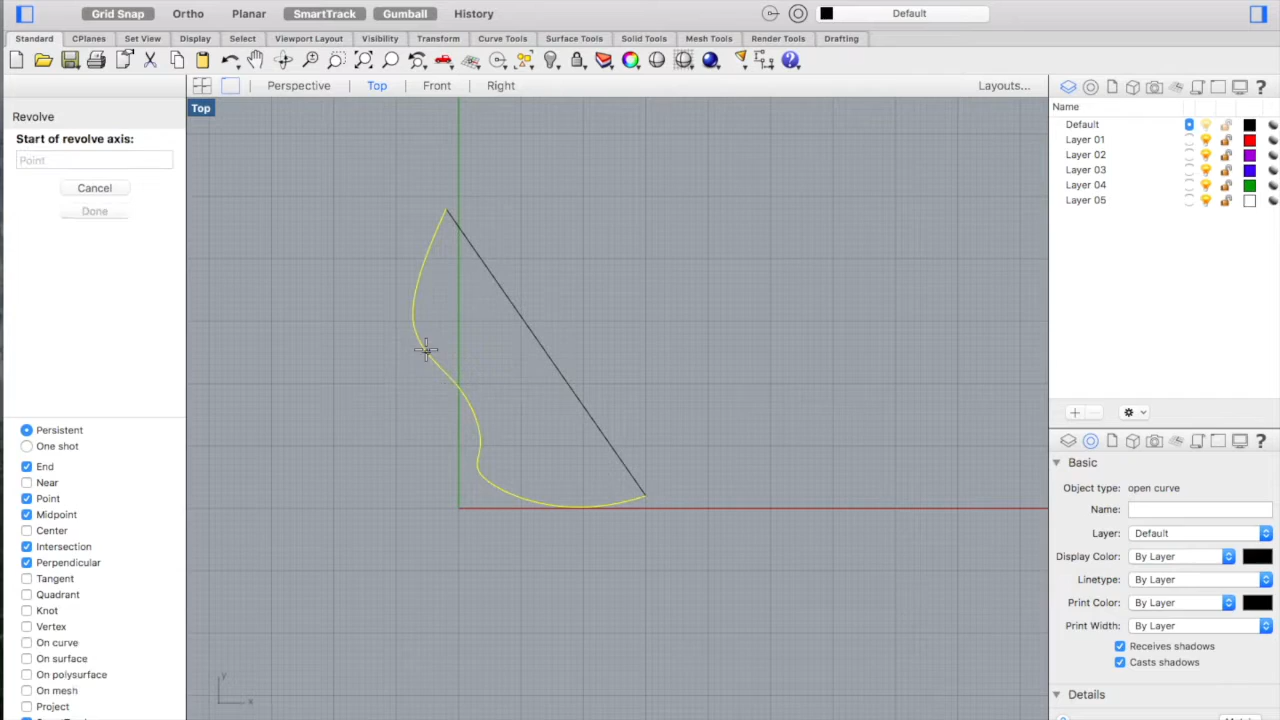 Grid Snap Ortho Planar SmartTrack Gumball History Default
Standard CPlanes Set View Display Select Viewport Layout Visibility Transform Curve Tools Surface Tools Solid Tools Mesh Tools Render Tools Drafting
Perspective Top Front Right Layouts...
Top
Revolve
Start of revolve axis:
Point
Cancel
Done
Persistent
One shot
End
Near
Point
Midpoint
Center
Intersection
Perpendicular
Tangent
Quadrant
Knot
Vertex
On curve
On surface
On polysurface
On mesh
Project
y
x
Name
Default
Layer 01
Layer 02
Layer 03
Layer 04
Layer 05
Basic
Object type: open curve
Name:
Layer: Default
Display Color: By Layer
Linetype: By Layer
Print Color: By Layer
Print Width: By Layer
Receives shadows
Casts shadows
Details